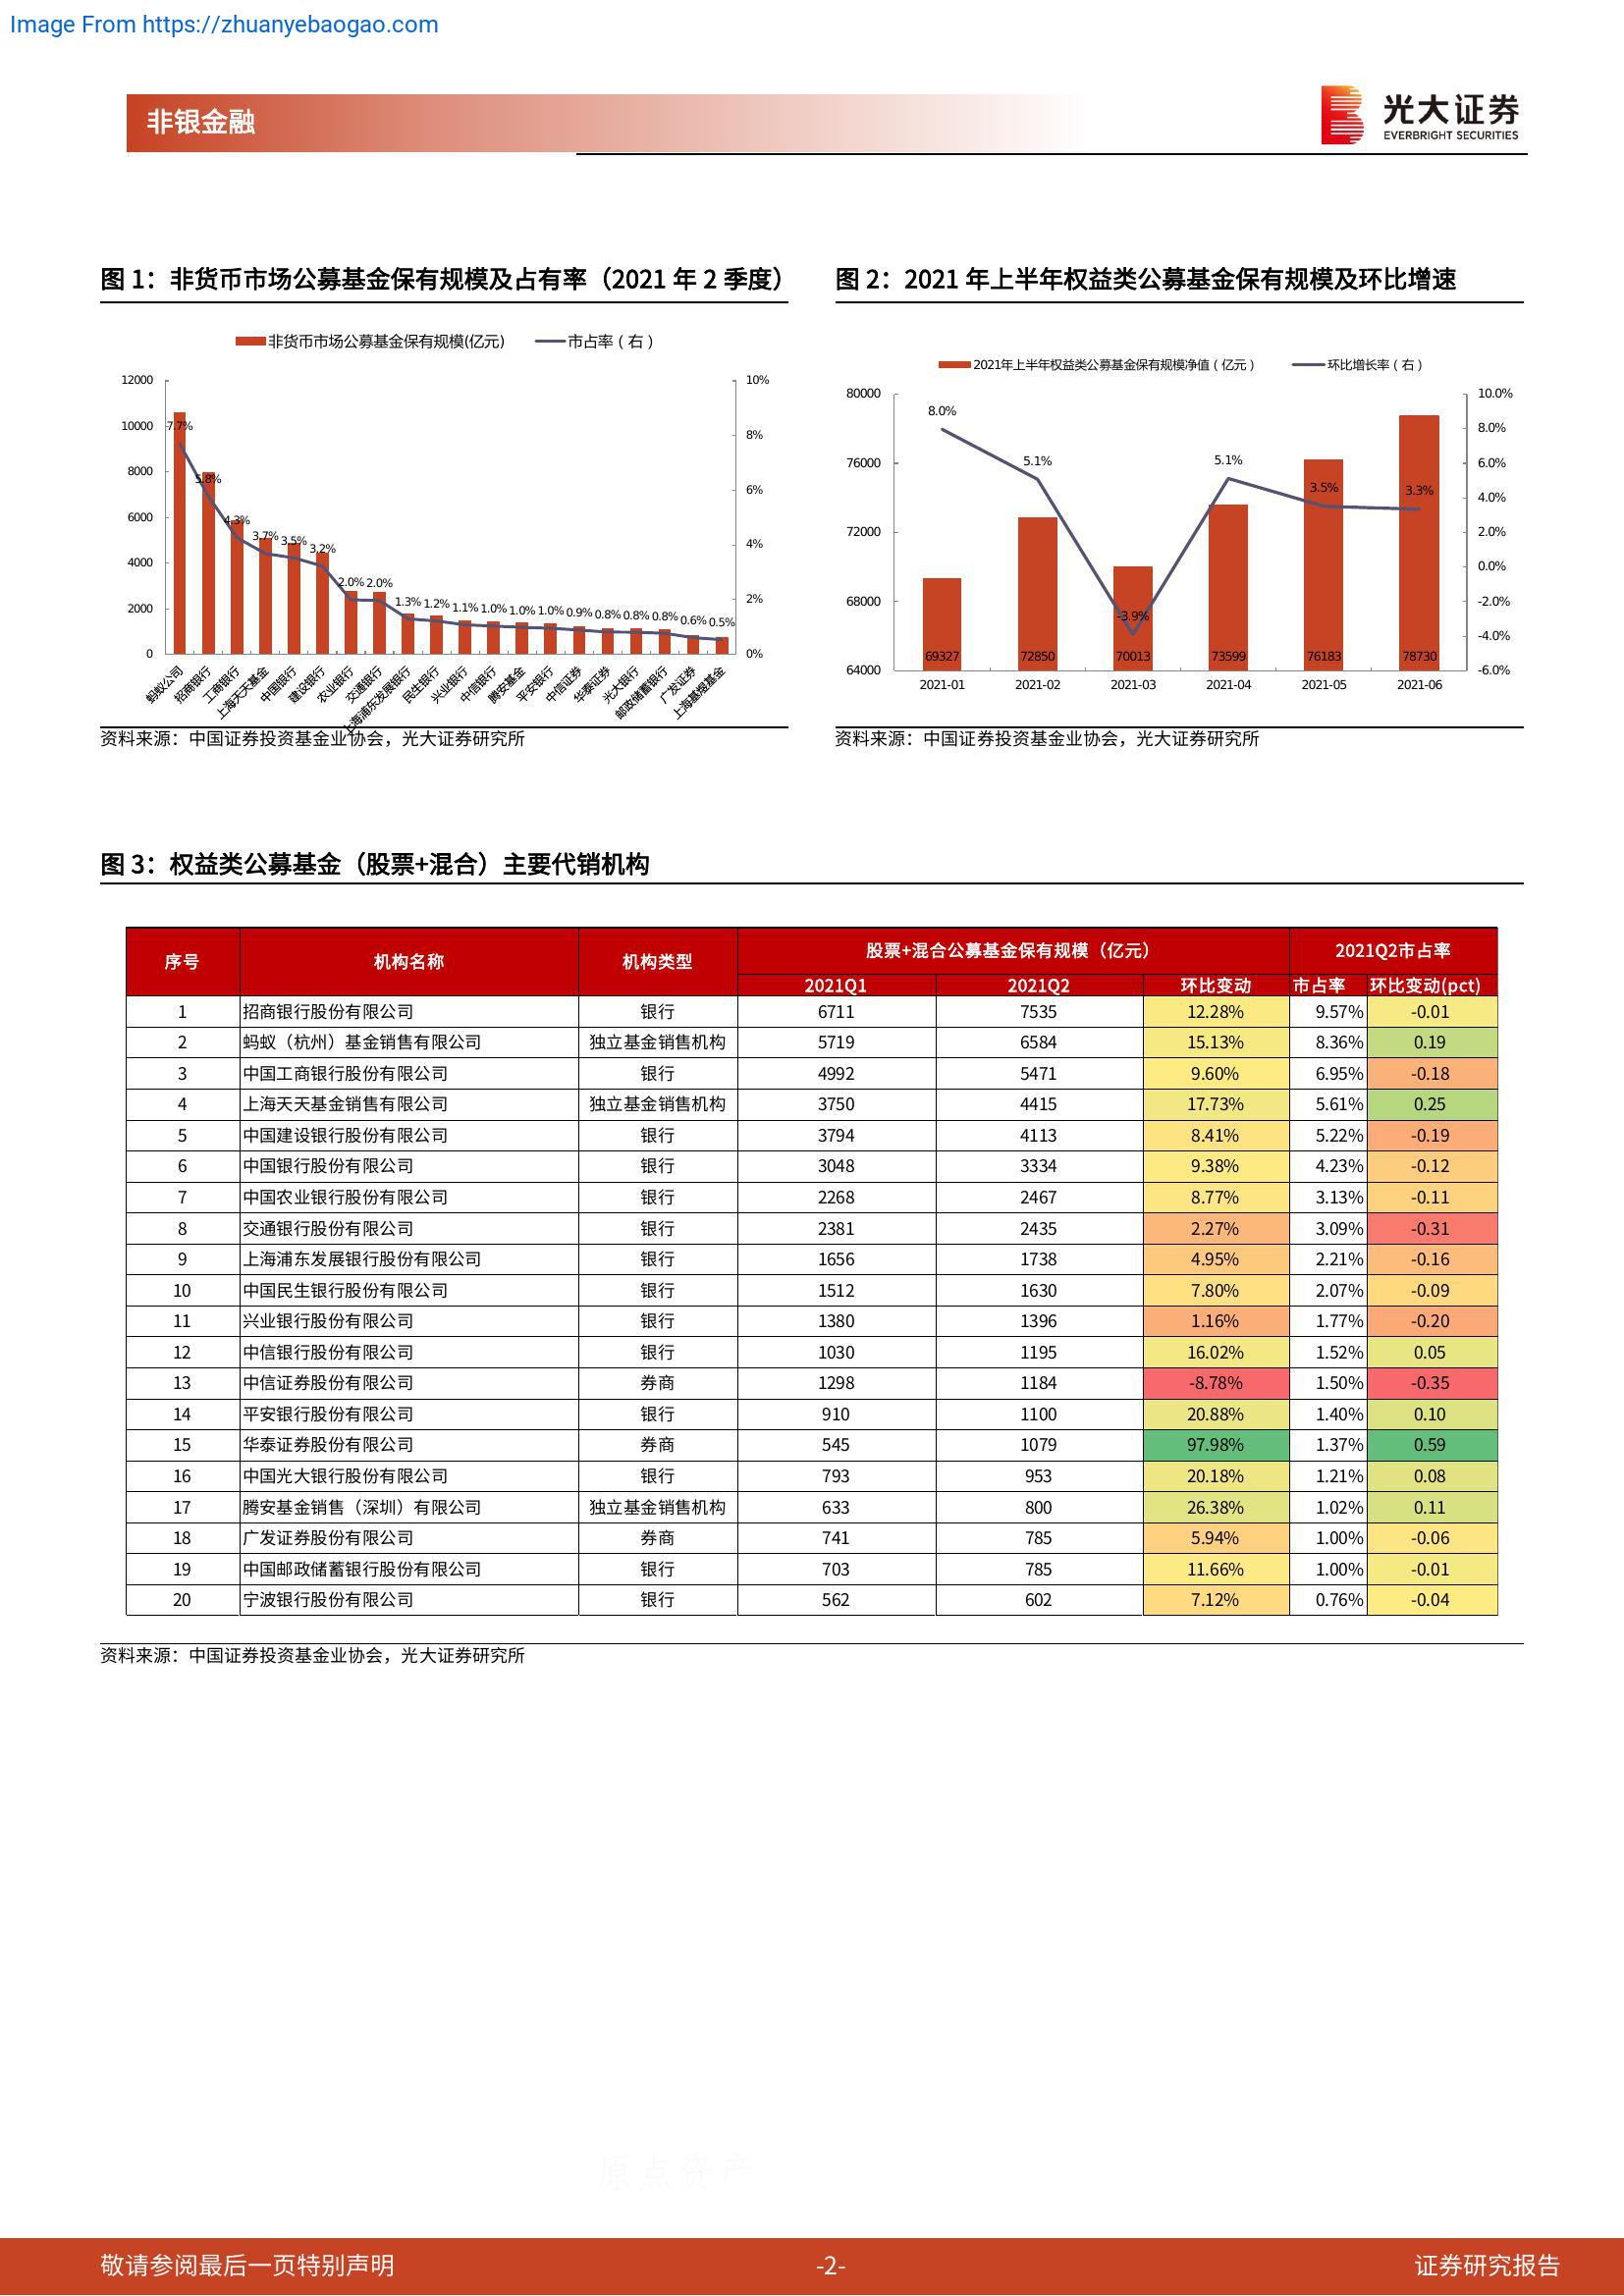 Image From https://zhuanyebaogao.com
非银金融
光大证券
EVERBRIGHT SECURITIES
图 1：非货币市场公募基金保有规模及占有率（2021 年 2 季度）
非货币市场公募基金保有规模(亿元)
市占率（右）
12000
10000
8000
6000
4000
2000
0
10%
8%
6%
4%
2%
0%
7.7%
5.8%
4.3%
3.7%
3.5%
3.2%
2.0%
2.0%
1.3%
1.2%
1.1%
1.0%
1.0%
1.0%
0.9%
0.8%
0.8%
0.8%
0.6%
0.5%
蚂蚁公司
招商银行
工商银行
上海天天基金
中国银行
建设银行
农业银行
交通银行
上海浦东发展银行
民生银行
兴业银行
中信银行
腾安基金
平安银行
中信证券
华泰证券
光大银行
邮政储蓄银行
广发证券
上海基煜基金
资料来源：中国证券投资基金业协会，光大证券研究所
图 2：2021 年上半年权益类公募基金保有规模及环比增速
2021年上半年权益类公募基金保有规模净值（亿元）
环比增长率（右）
80000
76000
72000
68000
64000
10.0%
8.0%
6.0%
4.0%
2.0%
0.0%
-2.0%
-4.0%
-6.0%
8.0%
5.1%
-3.9%
5.1%
3.5%
3.3%
69327
72850
70013
73599
76183
78730
2021-01
2021-02
2021-03
2021-04
2021-05
2021-06
资料来源：中国证券投资基金业协会，光大证券研究所
图 3：权益类公募基金（股票+混合）主要代销机构
序号 机构名称 机构类型 股票+混合公募基金保有规模（亿元） 2021Q2市占率
2021Q1 2021Q2 环比变动 市占率 环比变动(pct)
1 招商银行股份有限公司 银行 6711 7535 12.28% 9.57% -0.01
2 蚂蚁（杭州）基金销售有限公司 独立基金销售机构 5719 6584 15.13% 8.36% 0.19
3 中国工商银行股份有限公司 银行 4992 5471 9.60% 6.95% -0.18
4 上海天天基金销售有限公司 独立基金销售机构 3750 4415 17.73% 5.61% 0.25
5 中国建设银行股份有限公司 银行 3794 4113 8.41% 5.22% -0.19
6 中国银行股份有限公司 银行 3048 3334 9.38% 4.23% -0.12
7 中国农业银行股份有限公司 银行 2268 2467 8.77% 3.13% -0.11
8 交通银行股份有限公司 银行 2381 2435 2.27% 3.09% -0.31
9 上海浦东发展银行股份有限公司 银行 1656 1738 4.95% 2.21% -0.16
10 中国民生银行股份有限公司 银行 1512 1630 7.80% 2.07% -0.09
11 兴业银行股份有限公司 银行 1380 1396 1.16% 1.77% -0.20
12 中信银行股份有限公司 银行 1030 1195 16.02% 1.52% 0.05
13 中信证券股份有限公司 券商 1298 1184 -8.78% 1.50% -0.35
14 平安银行股份有限公司 银行 910 1100 20.88% 1.40% 0.10
15 华泰证券股份有限公司 券商 545 1079 97.98% 1.37% 0.59
16 中国光大银行股份有限公司 银行 793 953 20.18% 1.21% 0.08
17 腾安基金销售（深圳）有限公司 独立基金销售机构 633 800 26.38% 1.02% 0.11
18 广发证券股份有限公司 券商 741 785 5.94% 1.00% -0.06
19 中国邮政储蓄银行股份有限公司 银行 703 785 11.66% 1.00% -0.01
20 宁波银行股份有限公司 银行 562 602 7.12% 0.76% -0.04
资料来源：中国证券投资基金业协会，光大证券研究所
原点资产
敬请参阅最后一页特别声明
-2-
证券研究报告